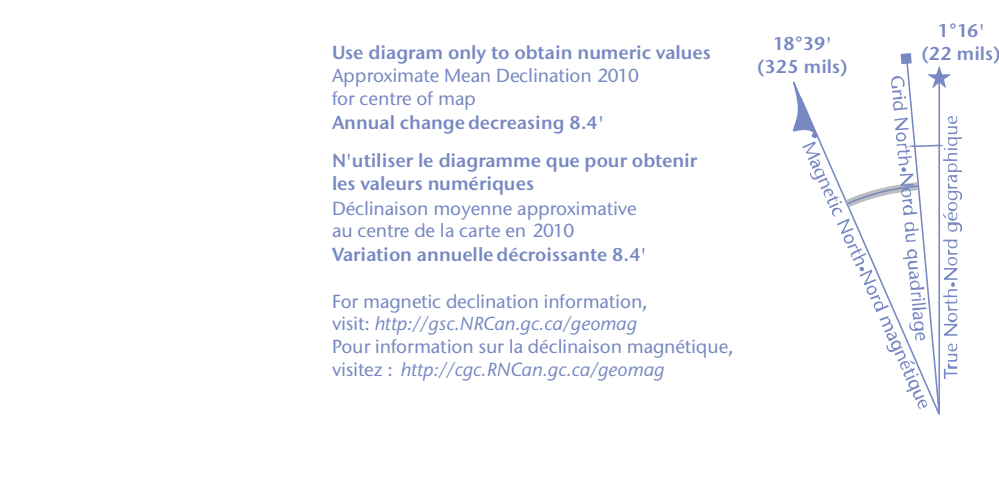 Use diagram only to obtain numeric values
Approximate Mean Declination 2010
for centre of map
Annual change decreasing 8.4'
N'utiliser le diagramme que pour obtenir
les valeurs numériques
Déclinaison moyenne approximative
au centre de la carte en 2010
Variation annuelle décroissante 8.4'
For magnetic declination information,
visit: http://gsc.NRCan.gc.ca/geomag
Pour information sur la déclinaison magnétique,
visitez : http://cgc.RNCan.gc.ca/geomag
18°39'
(325 mils)
1°16'
(22 mils)
Magnetic North•Nord magnétique
Grid North•Nord du quadrillage
True North•Nord géographique